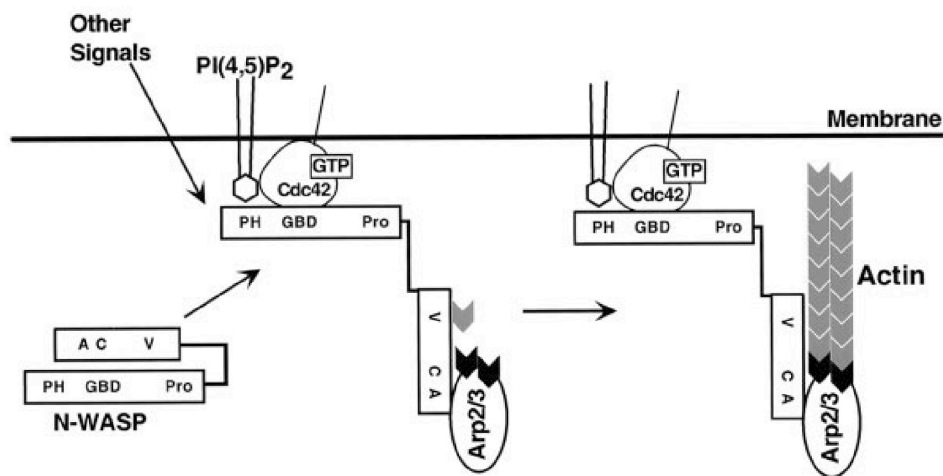 Other
Signals
PI(4,5)P2
GTP
Cdc42
PH GBD Pro
V
C
A
Arp2/3
A C V
PH GBD Pro
N-WASP
Membrane
GTP
Cdc42
PH GBD Pro
V
C
A
Arp2/3
Actin